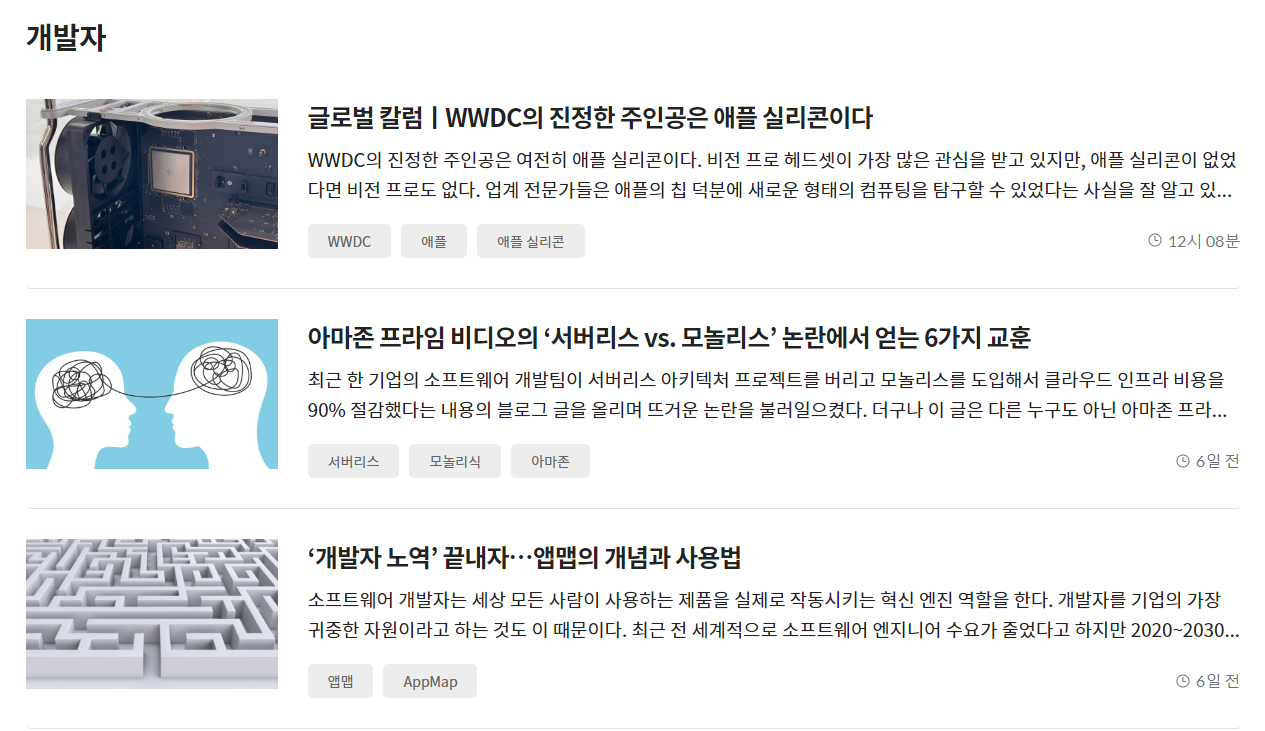 개발자
글로벌 칼럼 | WWDC의 진정한 주인공은 애플 실리콘이다
WWDC의 진정한 주인공은 여전히 애플 실리콘이다. 비전 프로 헤드셋이 가장 많은 관심을 받고 있지만, 애플 실리콘이 없었
다면 비전 프로도 없다. 업계 전문가들은 애플의 칩 덕분에 새로운 형태의 컴퓨팅을 탐구할 수 있었다는 사실을 잘 알고 있...
WWDC 애플 애플 실리콘 12시 08분
아마존 프라임 비디오의 ‘서버리스 vs. 모놀리스’ 논란에서 얻는 6가지 교훈
최근 한 기업의 소프트웨어 개발팀이 서버리스 아키텍처 프로젝트를 버리고 모놀리스를 도입해서 클라우드 인프라 비용을
90% 절감했다는 내용의 블로그 글을 올리며 뜨거운 논란을 불러일으켰다. 더구나 이 글은 다른 누구도 아닌 아마존 프라...
서버리스 모놀리식 아마존 6일 전
‘개발자 노역’ 끝내자…앱맵의 개념과 사용법
소프트웨어 개발자는 세상 모든 사람이 사용하는 제품을 실제로 작동시키는 혁신 엔진 역할을 한다. 개발자를 기업의 가장
귀중한 자원이라고 하는 것도 이 때문이다. 최근 전 세계적으로 소프트웨어 엔지니어 수요가 줄었다고 하지만 2020~2030...
앱맵 AppMap 6일 전